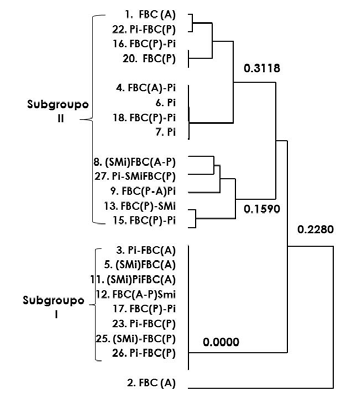 1. FBC (A)
22. Pi-FBC(P)
16. FBC(P)-Pi
20. FBC(P)
0.3118
4. FBC(A)-Pi
6. Pi
18. FBC(P)-Pi
7. Pi
Subgroupo
II
8. (SMi)FBC(A-P)
27. Pi-SMiFBC(P)
9. FBC(P-A)Pi
13. FBC(P)-SMi
15. FBC(P)-Pi
0.1590
0.2280
3. Pi-FBC(A)
5. (SMi)FBC(A)
11. (SMi)PiFBC(A)
12. FBC(A-P)Smi
17. FBC(P)-Pi
23. Pi-FBC(P)
25. (SMi)-FBC(P)
26. Pi-FBC(P)
Subgroupo
I
0.0000
2. FBC (A)